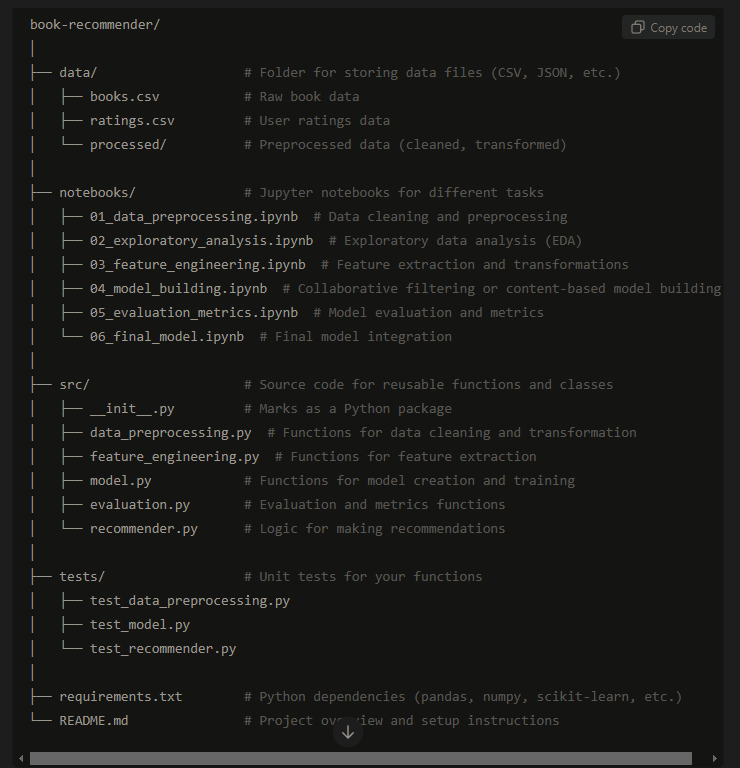 book-recommender/
Copy code
│
├── data/                   # Folder for storing data files (CSV, JSON, etc.)
│   ├── books.csv           # Raw book data
│   ├── ratings.csv         # User ratings data
│   └── processed/          # Preprocessed data (cleaned, transformed)
│
├── notebooks/              # Jupyter notebooks for different tasks
│   ├── 01_data_preprocessing.ipynb  # Data cleaning and preprocessing
│   ├── 02_exploratory_analysis.ipynb  # Exploratory data analysis (EDA)
│   ├── 03_feature_engineering.ipynb  # Feature extraction and transformations
│   ├── 04_model_building.ipynb  # Collaborative filtering or content-based model building
│   ├── 05_evaluation_metrics.ipynb  # Model evaluation and metrics
│   └── 06_final_model.ipynb  # Final model integration
│
├── src/                    # Source code for reusable functions and classes
│   ├── __init__.py         # Marks as a Python package
│   ├── data_preprocessing.py  # Functions for data cleaning and transformation
│   ├── feature_engineering.py  # Functions for feature extraction
│   ├── model.py            # Functions for model creation and training
│   ├── evaluation.py       # Evaluation and metrics functions
│   └── recommender.py      # Logic for making recommendations
│
├── tests/                  # Unit tests for your functions
│   ├── test_data_preprocessing.py
│   ├── test_model.py
│   └── test_recommender.py
│
├── requirements.txt        # Python dependencies (pandas, numpy, scikit-learn, etc.)
└── README.md               # Project overview and setup instructions